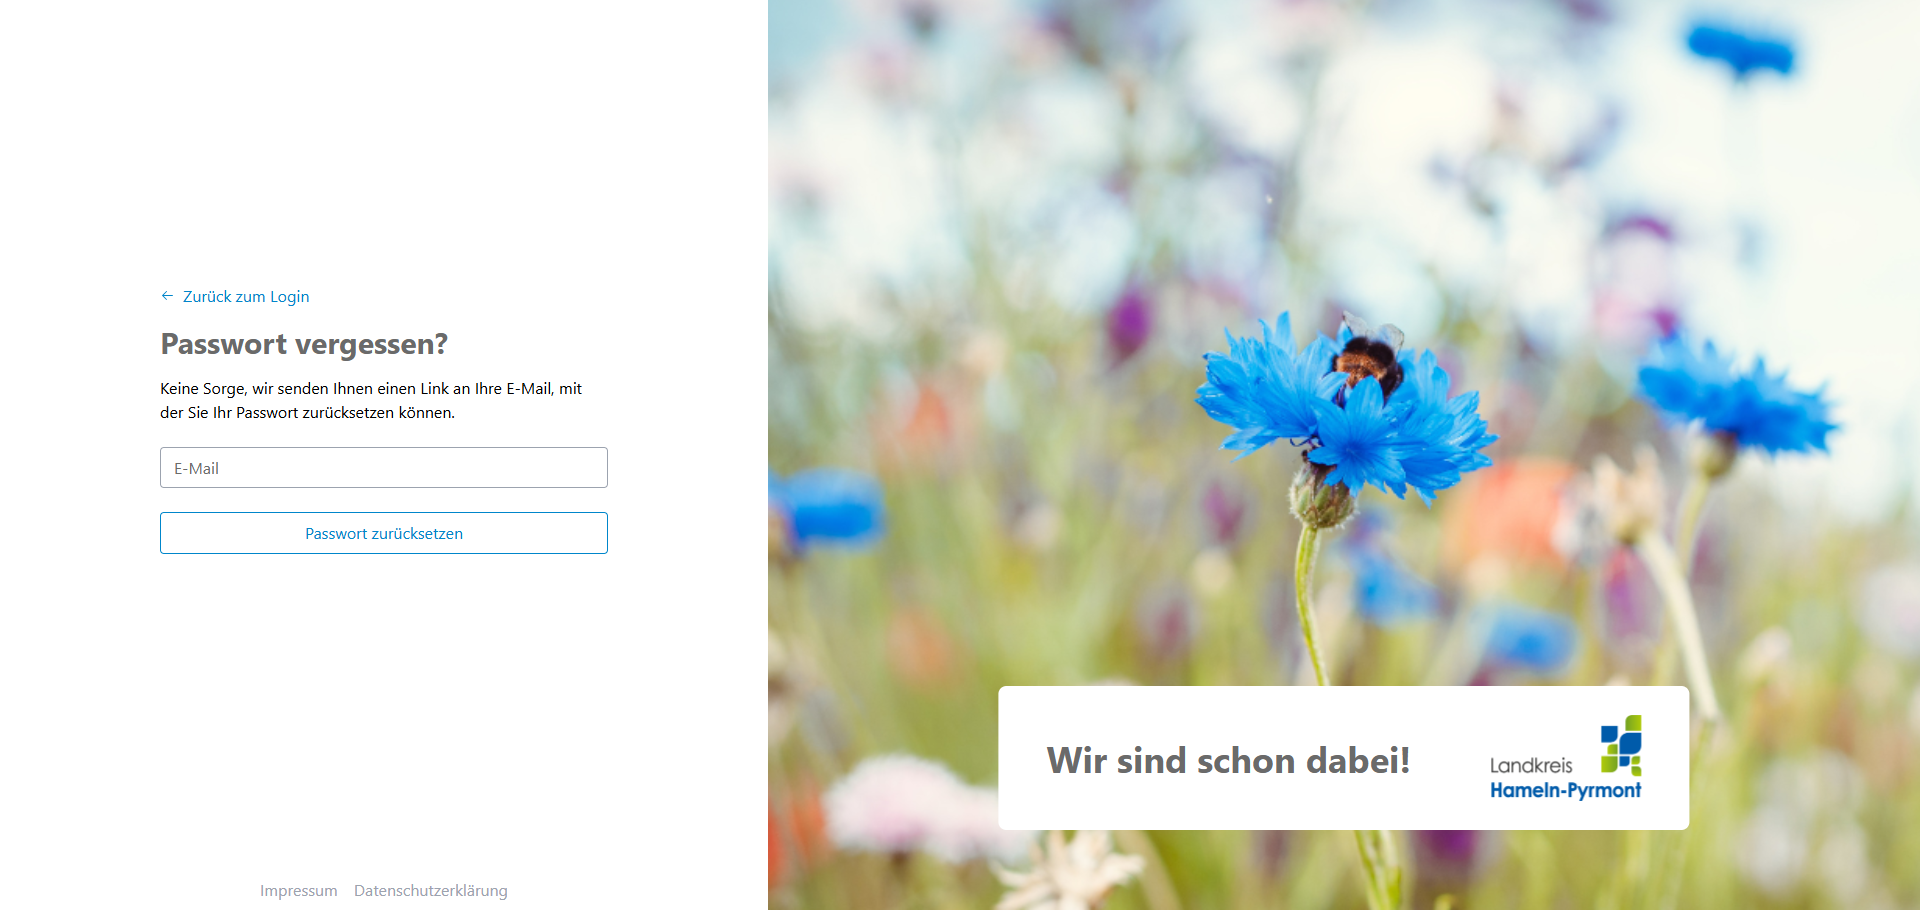 ← Zurück zum Login
Passwort vergessen?
Keine Sorge, wir senden Ihnen einen Link an Ihre E-Mail, mit
der Sie Ihr Passwort zurücksetzen können.
E-Mail
Passwort zurücksetzen
Impressum Datenschutzerklärung
Wir sind schon dabei!
Landkreis
Hameln-Pyrmont